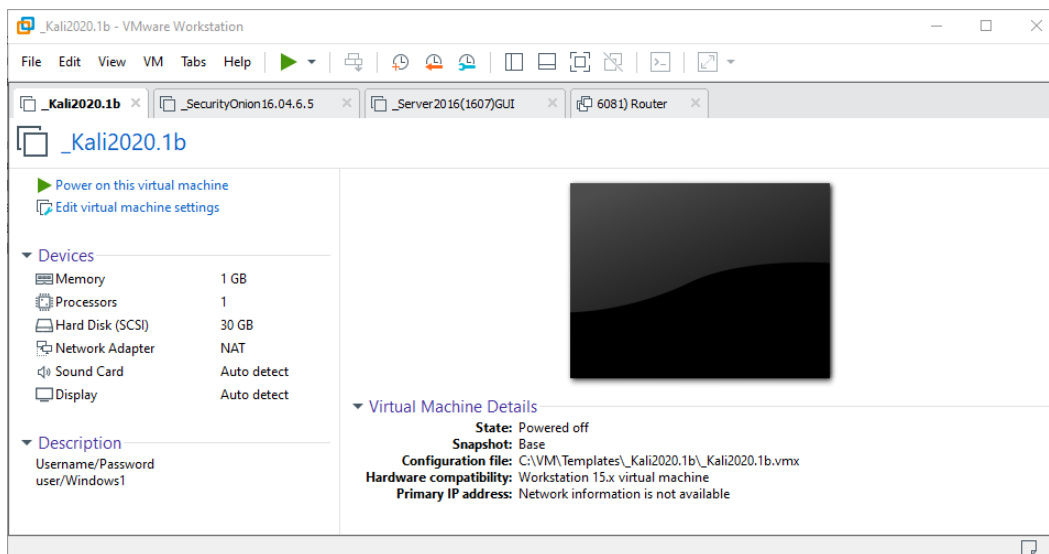 _Kali2020.1b - VMware Workstation
File Edit View VM Tabs Help
_Kali2020.1b _SecurityOnion16.04.6.5 _Server2016(1607)GUI 6081) Router
_Kali2020.1b
Power on this virtual machine
Edit virtual machine settings
Devices
Memory 1 GB
Processors 1
Hard Disk (SCSI) 30 GB
Network Adapter NAT
Sound Card Auto detect
Display Auto detect
Description
Username/Password
user/Windows1
Virtual Machine Details
State: Powered off
Snapshot: Base
Configuration file: C:\VM\Templates\_Kali2020.1b\_Kali2020.1b.vmx
Hardware compatibility: Workstation 15.x virtual machine
Primary IP address: Network information is not available